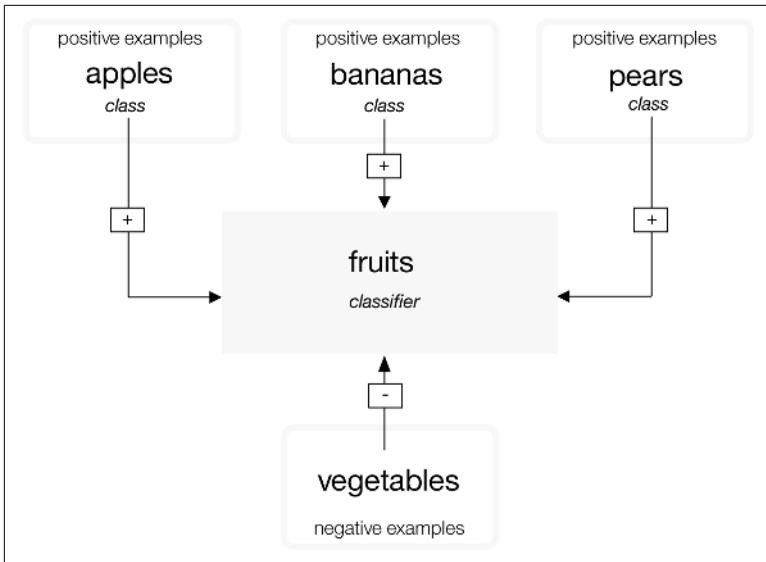 positive examples
apples
class
positive examples
bananas
class
positive examples
pears
class
+
+
+
fruits
classifier
-
vegetables
negative examples